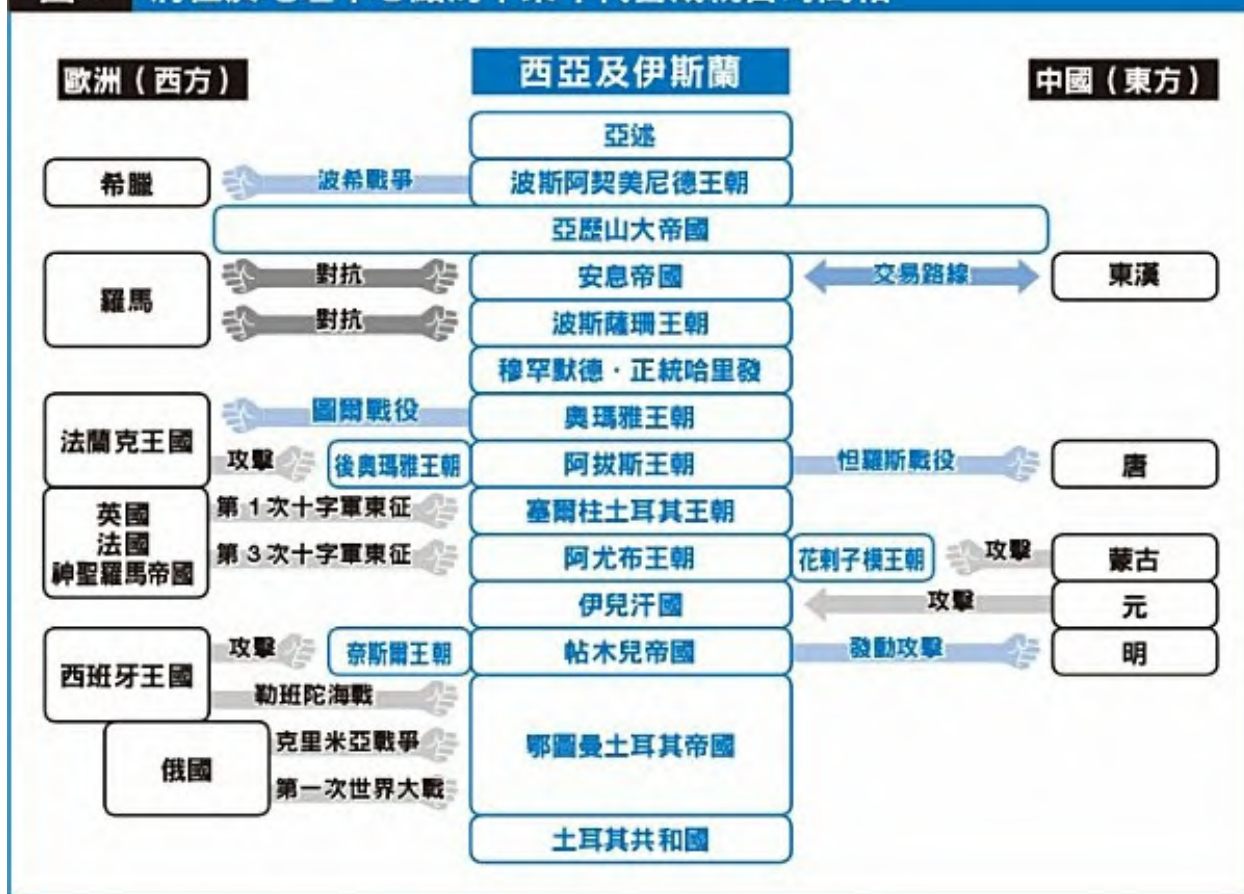 歐洲（西方）
西亞及伊斯蘭
中國（東方）
亞述
希臘
波希戰爭
波斯阿契美尼德王朝
亞歷山大帝國
羅馬
對抗
安息帝國
交易路線
東漢
對抗
波斯薩珊王朝
穆罕默德・正統哈里發
法蘭克王國
圖爾戰役
奧瑪雅王朝
攻擊
後奧瑪雅王朝
阿拔斯王朝
怛羅斯戰役
唐
英國
法國
神聖羅馬帝國
第1次十字軍東征
塞爾柱土耳其王朝
第3次十字軍東征
阿尤布王朝
花剌子模王朝
攻擊
蒙古
伊兒汗國
攻擊
元
西班牙王國
攻擊
奈斯爾王朝
帖木兒帝國
發動攻擊
明
勒班陀海戰
鄂圖曼土耳其帝國
俄國
克里米亞戰爭
第一次世界大戰
土耳其共和國